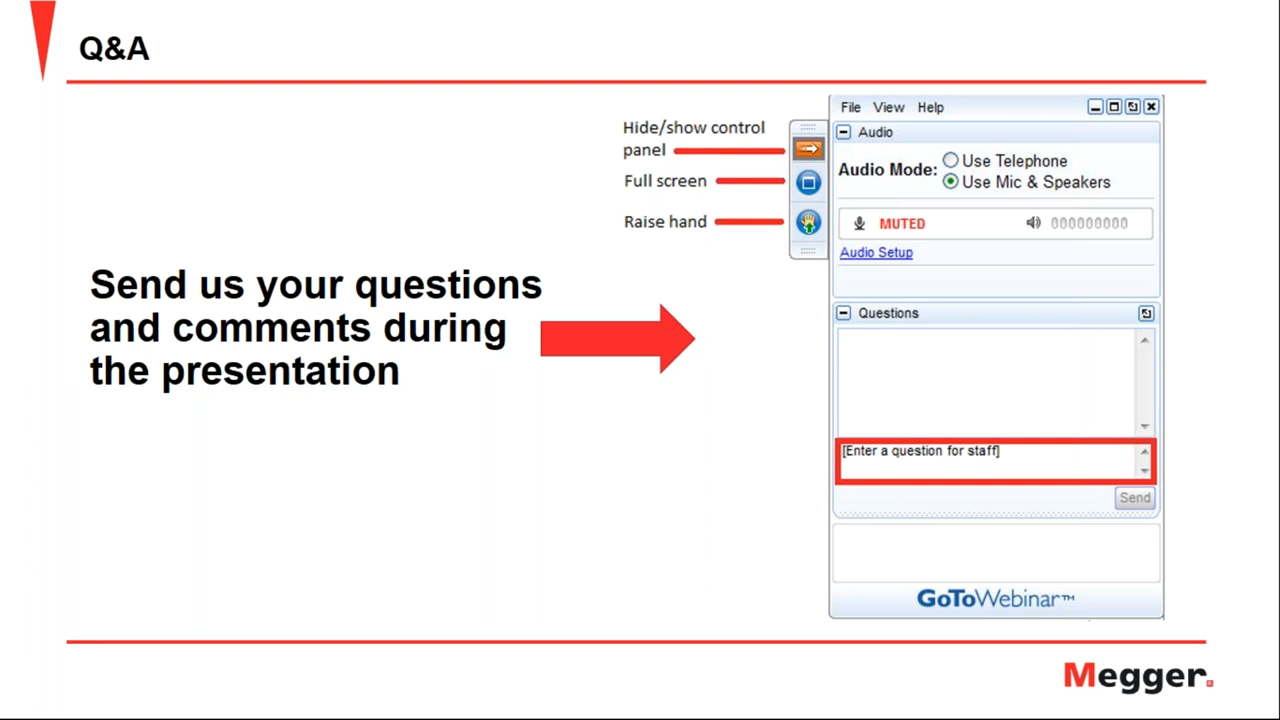 Q&A
Hide/show control
panel
Full screen
Raise hand
Send us your questions
and comments during
the presentation
File View Help
Audio
Audio Mode:
Use Telephone
Use Mic & Speakers
MUTED
000000000
Audio Setup
Questions
[Enter a question for staff]
Send
GoToWebinar™
Megger.